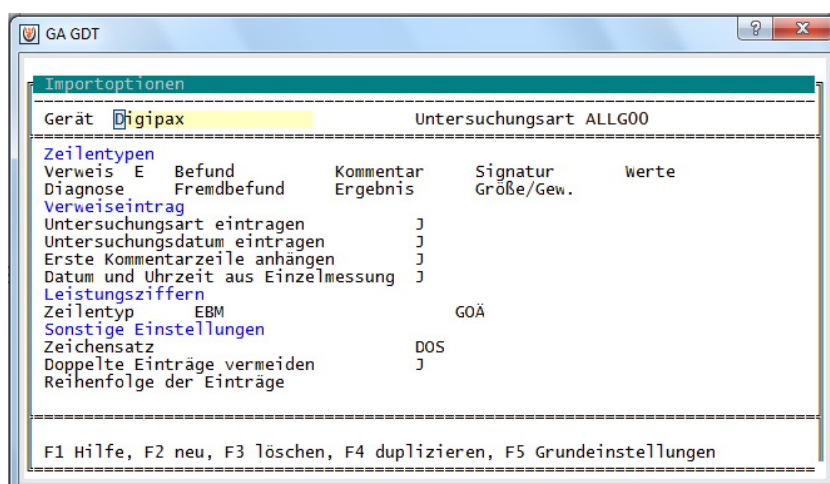 GA GDT
Importoptionen
Gerät Digipax Untersuchungsart ALLG00
Zeilentypen
Verweis E Befund Kommentar Signatur Werte
Diagnose Fremdbefund Ergebnis Größe/Gew.
Verweiseintrag
Untersuchungsart eintragen J
Untersuchungsdatum eintragen J
Erste Kommentarzeile anhängen J
Datum und Uhrzeit aus Einzelmessung J
Leistungsziffern
Zeilentyp EBM GOÄ
Sonstige Einstellungen
Zeichensatz DOS
Doppelte Einträge vermeiden J
Reihenfolge der Einträge
F1 Hilfe, F2 neu, F3 löschen, F4 duplizieren, F5 Grundeinstellungen